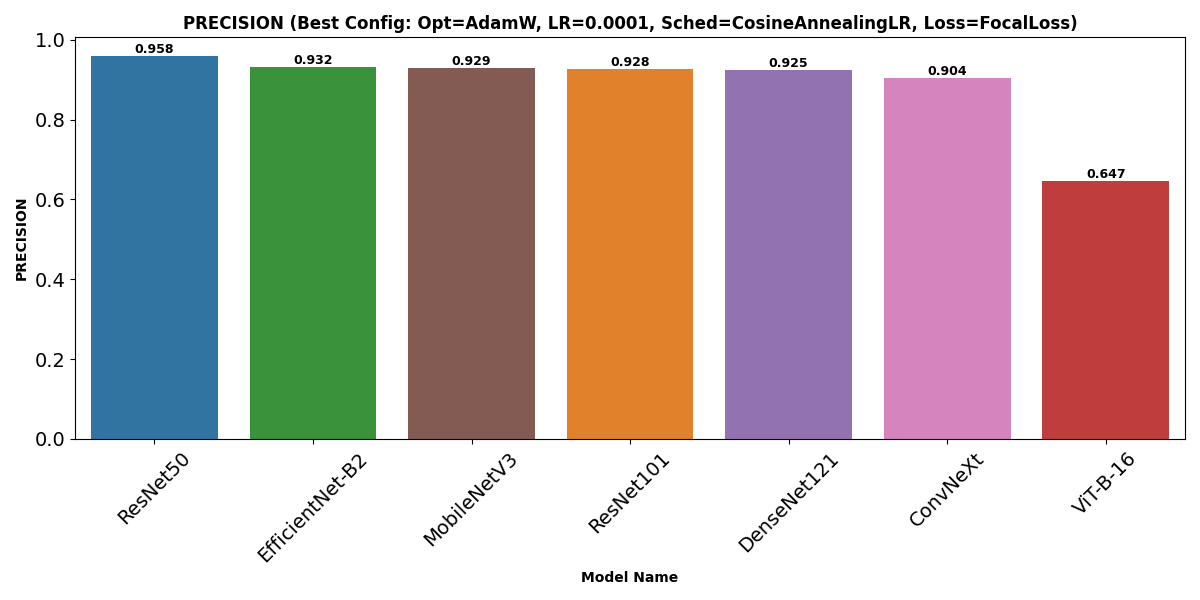 PRECISION (Best Config: Opt=AdamW, LR=0.0001, Sched=CosineAnnealingLR, Loss=FocalLoss)
PRECISION
1.0
0.8
0.6
0.4
0.2
0.0
0.958
0.932
0.929
0.928
0.925
0.904
0.647
ResNet50
EfficientNet-B2
MobileNetV3
ResNet101
DenseNet121
ConvNeXt
ViT-B-16
Model Name